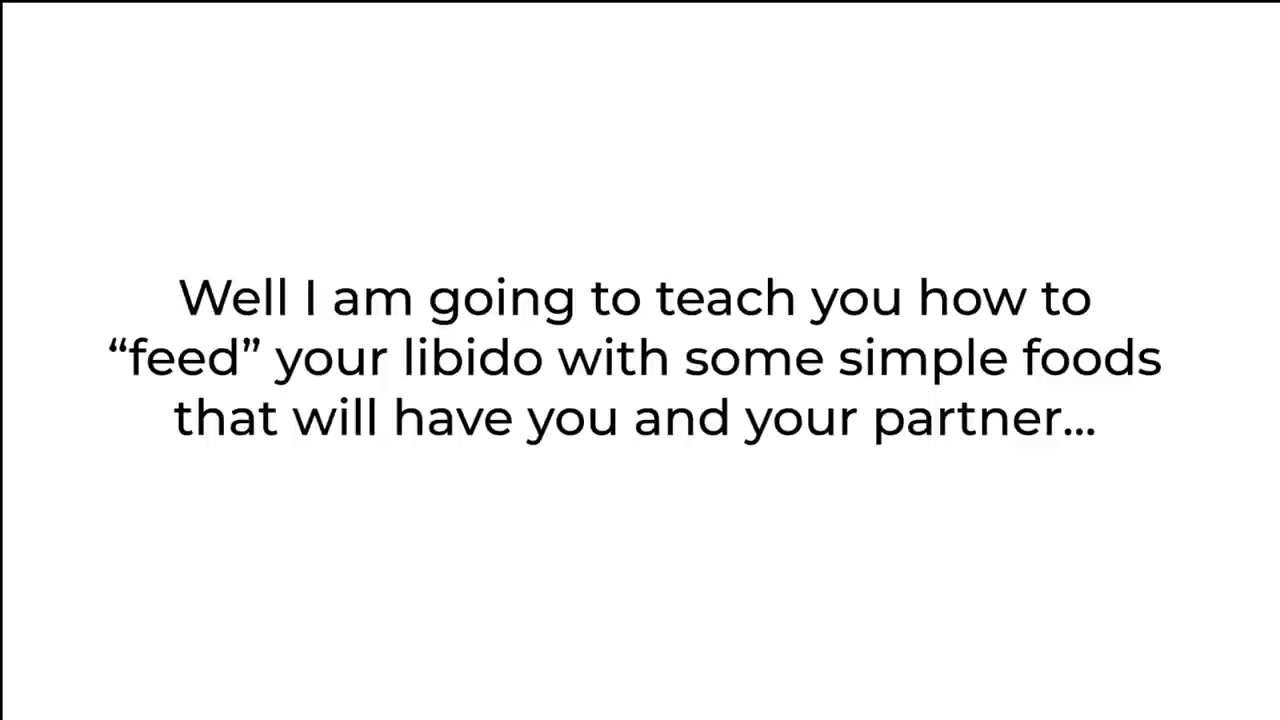 Well I am going to teach you how to
“feed” your libido with some simple foods
that will have you and your partner...